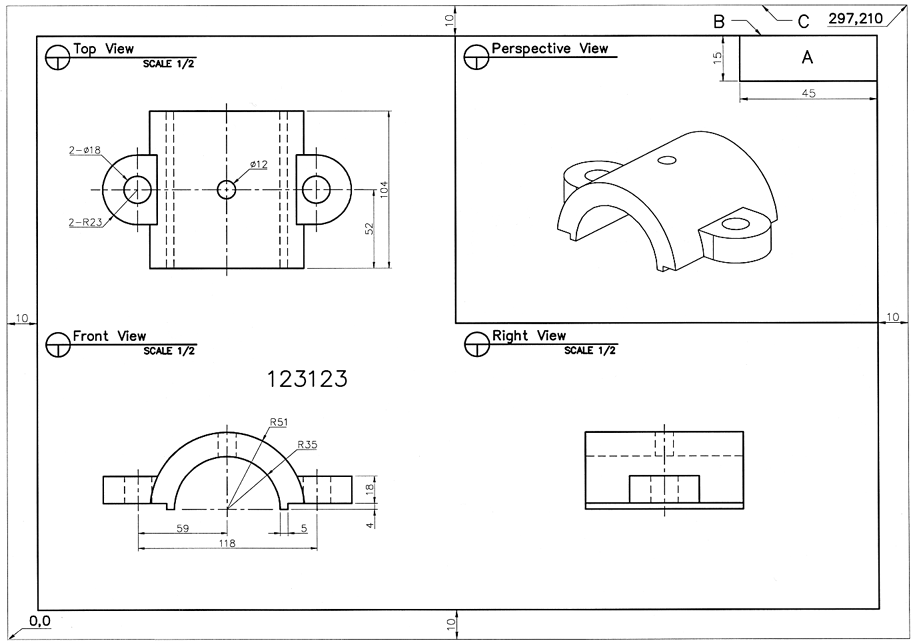 10
B
C
297,210
Top View
SCALE 1/2
Perspective View
15
A
45
2-ø18
ø12
2-R23
104
52
10
10
Front View
SCALE 1/2
Right View
SCALE 1/2
123123
R51
R35
18
4
59
5
118
0,0
10